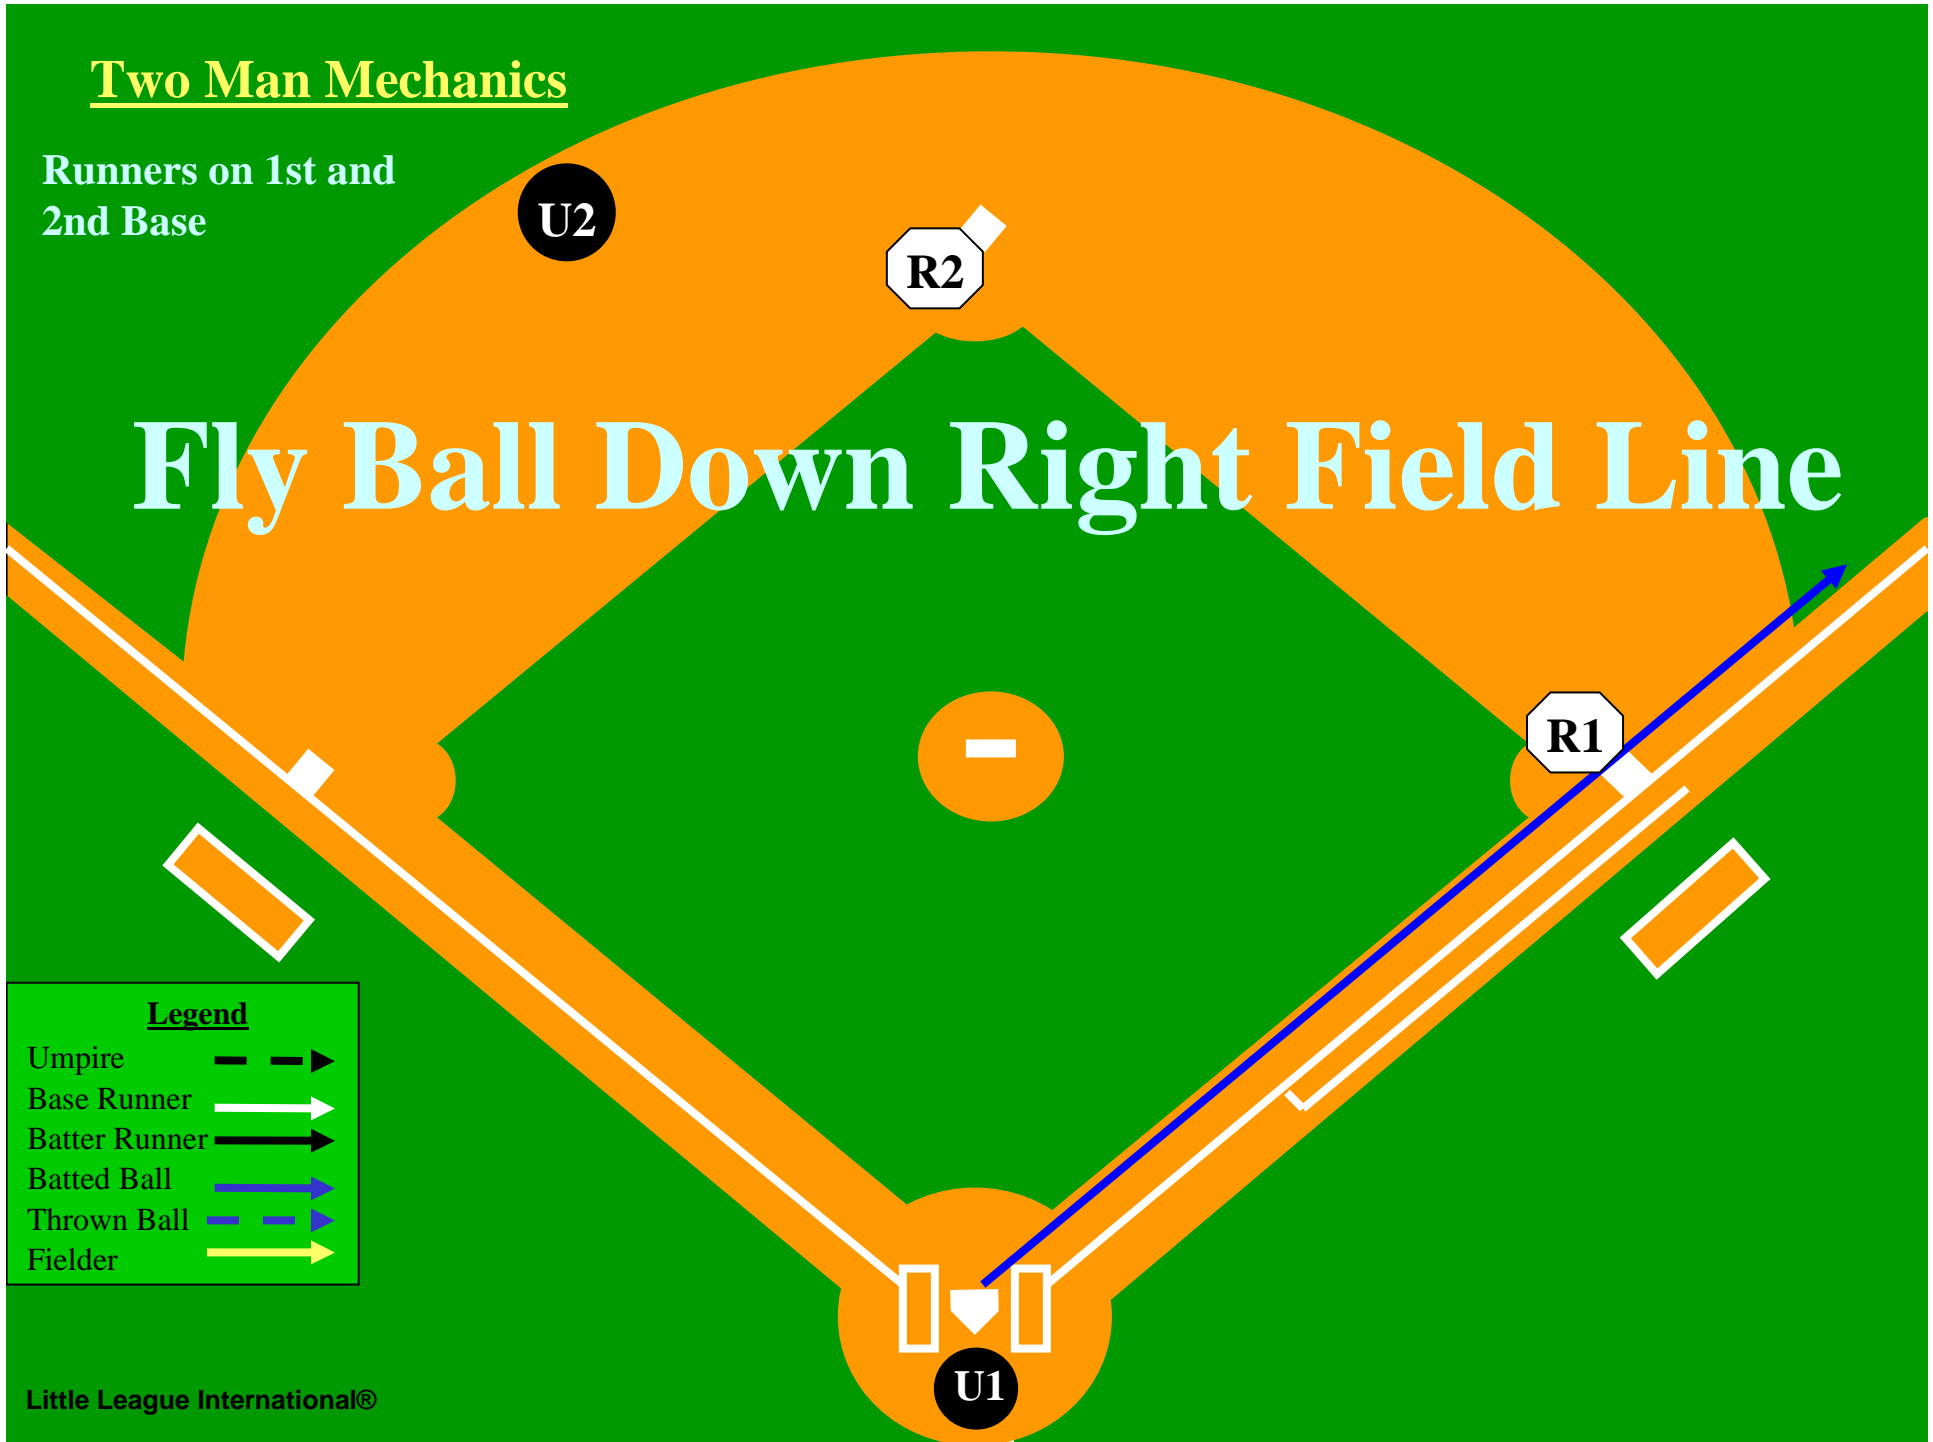 Two Man Mechanics
Runners on 1st and
2nd Base
U2
R2
Fly Ball Down Right Field Line
R1
Legend
Umpire
Base Runner
Batter Runner
Batted Ball
Thrown Ball
Fielder
U1
Little League International®